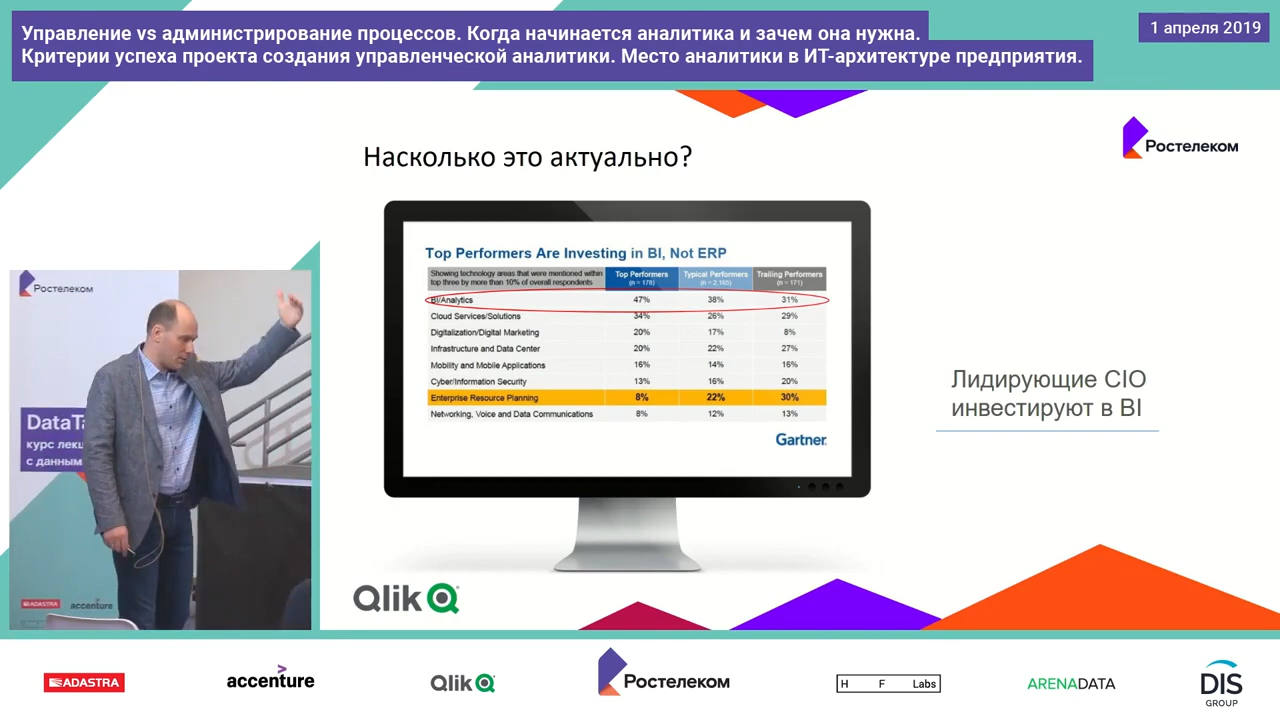 Управление vs администрирование процессов. Когда начинается аналитика и зачем она нужна.
Критерии успеха проекта создания управленческой аналитики. Место аналитики в ИТ-архитектуре предприятия.
1 апреля 2019
Ростелеком
Насколько это актуально?
Top Performers Are Investing in BI, Not ERP
Showing technology areas that were mentioned within top three by more than 10% of overall respondents
Top Performers (n = 178)
Typical Performers (n = 2,165)
Trailing Performers (n = 171)
BI/Analytics 47% 38% 31%
Cloud Services/Solutions 34% 26% 29%
Digitalization/Digital Marketing 20% 17% 8%
Infrastructure and Data Center 20% 22% 27%
Mobility and Mobile Applications 16% 14% 16%
Cyber/Information Security 13% 16% 20%
Enterprise Resource Planning 8% 22% 30%
Networking, Voice and Data Communications 8% 12% 13%
Gartner
Лидирующие CIO
инвестируют в BI
Ростелеком
DataTa
курс лекц
с данным
ADASTRA
accenture
Qlik
ADASTRA
accenture
Qlik
Ростелеком
H F Labs
ARENADATA
DIS
GROUP